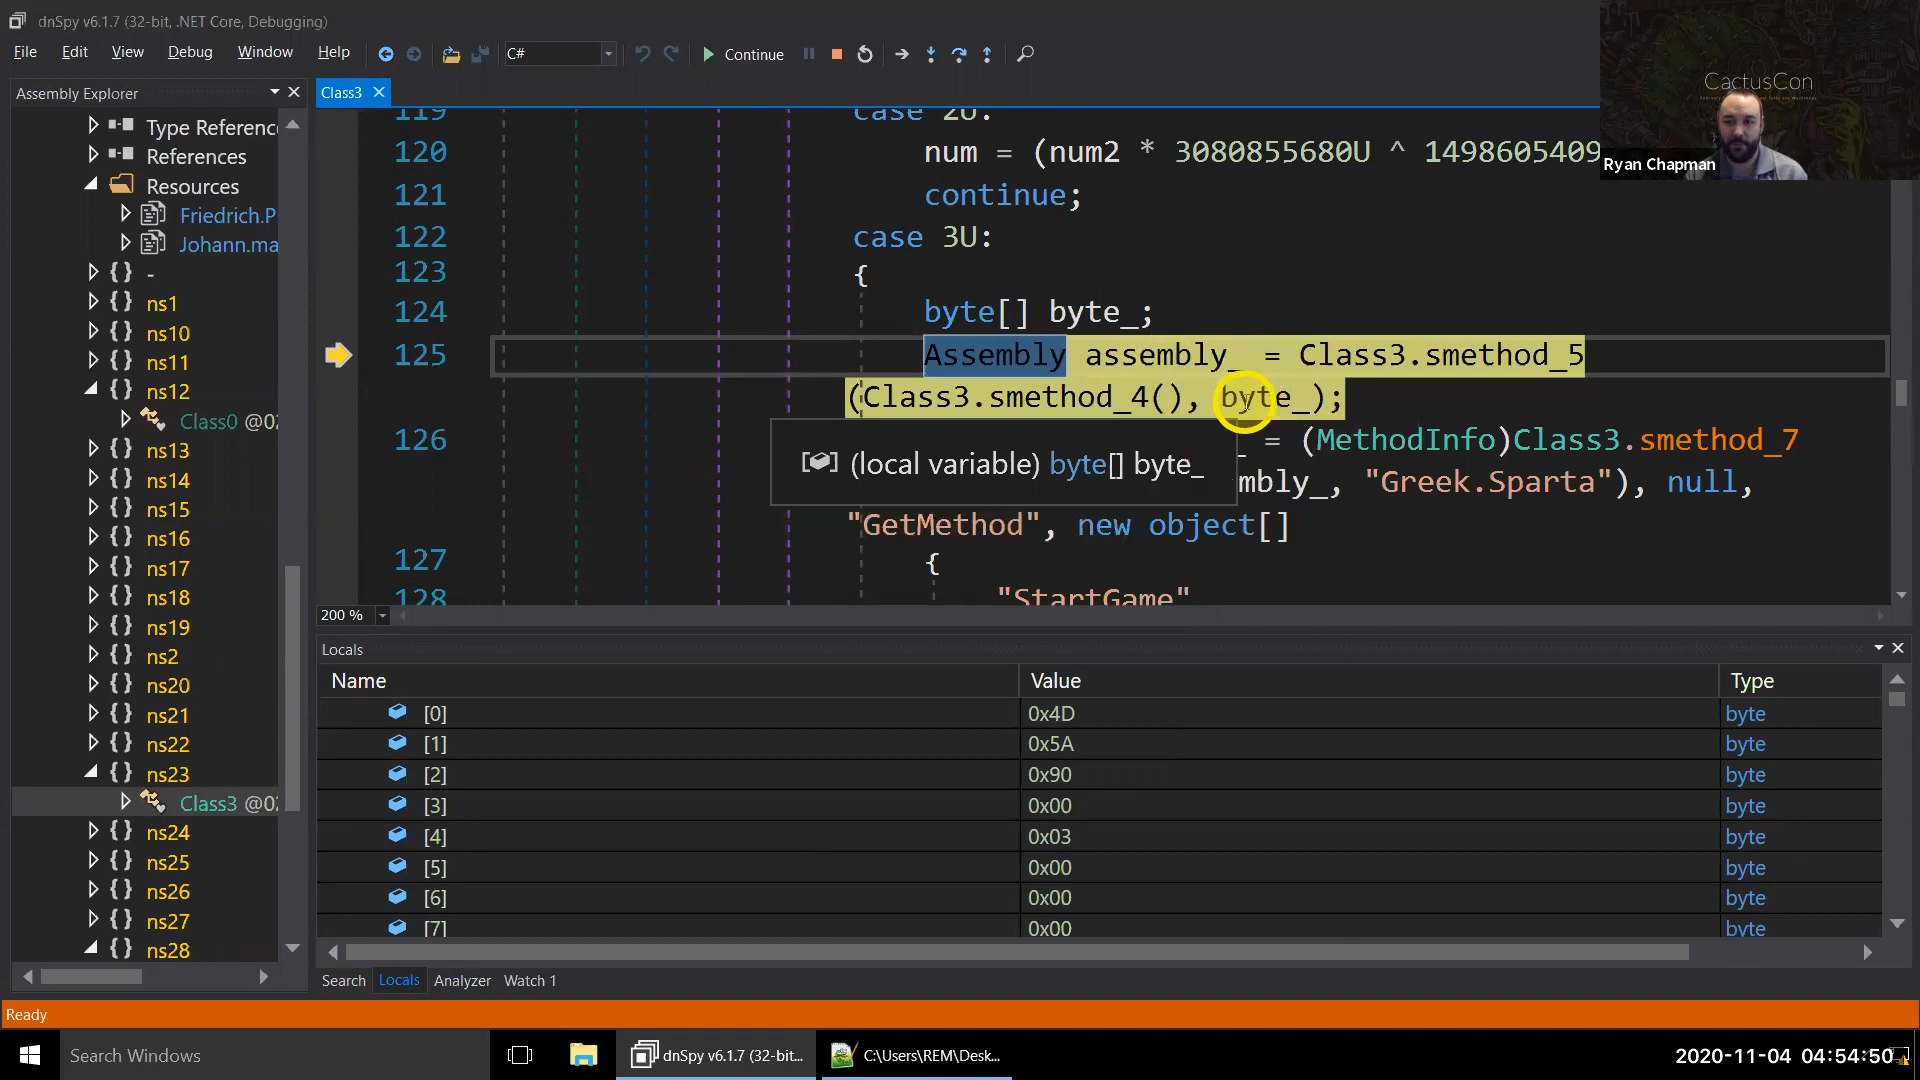 dnSpy v6.1.7 (32-bit, .NET Core, Debugging)
File Edit View Debug Window Help C# Continue
Assembly Explorer
Type Referenc
References
Resources
Friedrich.P
Johann.ma
-
ns1
ns10
ns11
ns12
Class0 @02
ns13
ns14
ns15
ns16
ns17
ns18
ns19
ns2
ns20
ns21
ns22
ns23
Class3 @02
ns24
ns25
ns26
ns27
ns28
Class3
119 case 2U:
120 num = (num2 * 3080855680U ^ 1498605409
121 continue;
122 case 3U:
123 {
124 byte[] byte_;
125 Assembly assembly_ = Class3.smethod_5
(Class3.smethod_4(), byte_);
126 _ = (MethodInfo)Class3.smethod_7
mbly_, "Greek.Sparta"), null,
"GetMethod", new object[]
127 {
128 "StartGame"
(local variable) byte[] byte_
200 %
CactusCon
Ryan Chapman
Locals
Name Value Type
[0] 0x4D byte
[1] 0x5A byte
[2] 0x90 byte
[3] 0x00 byte
[4] 0x03 byte
[5] 0x00 byte
[6] 0x00 byte
[7] 0x00 byte
Search Locals Analyzer Watch 1
Ready
Search Windows
dnSpy v6.1.7 (32-bit...
C:\Users\REM\Desk...
2020-11-04 04:54:50